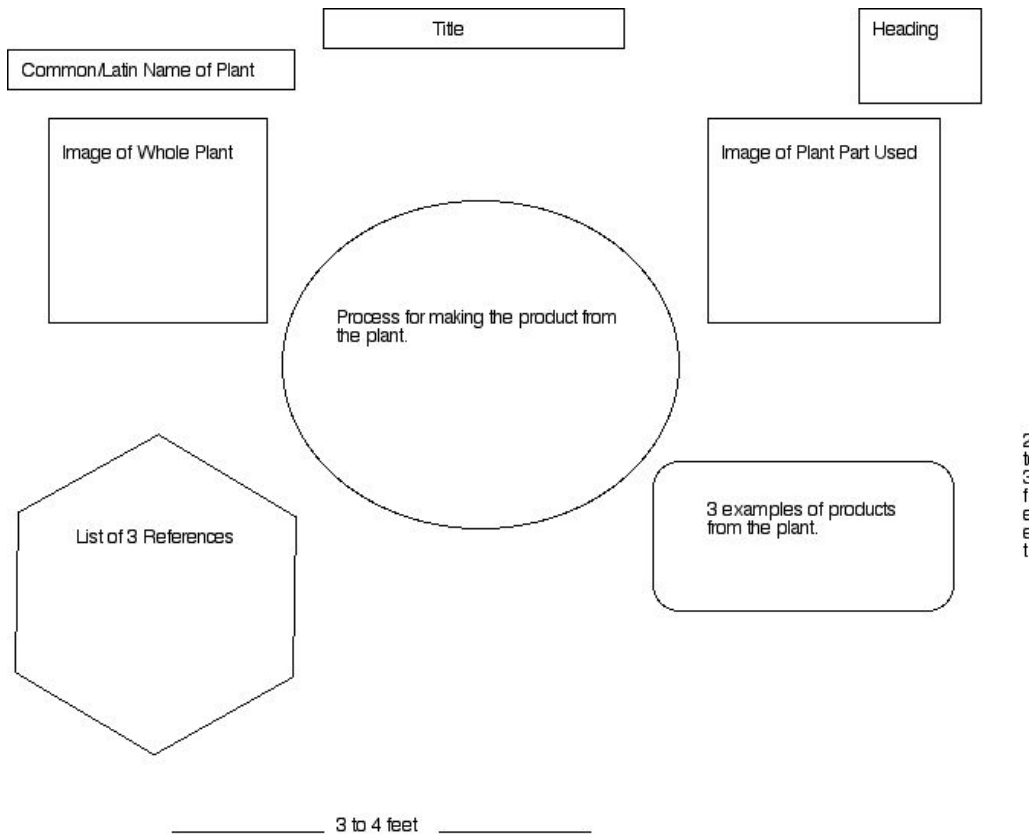 Title
Heading
Common/Latin Name of Plant
Image of Whole Plant
Image of Plant Part Used
Process for making the product from
the plant.
List of 3 References
3 examples of products
from the plant.
2
t
3
f
e
e
t
3 to 4 feet